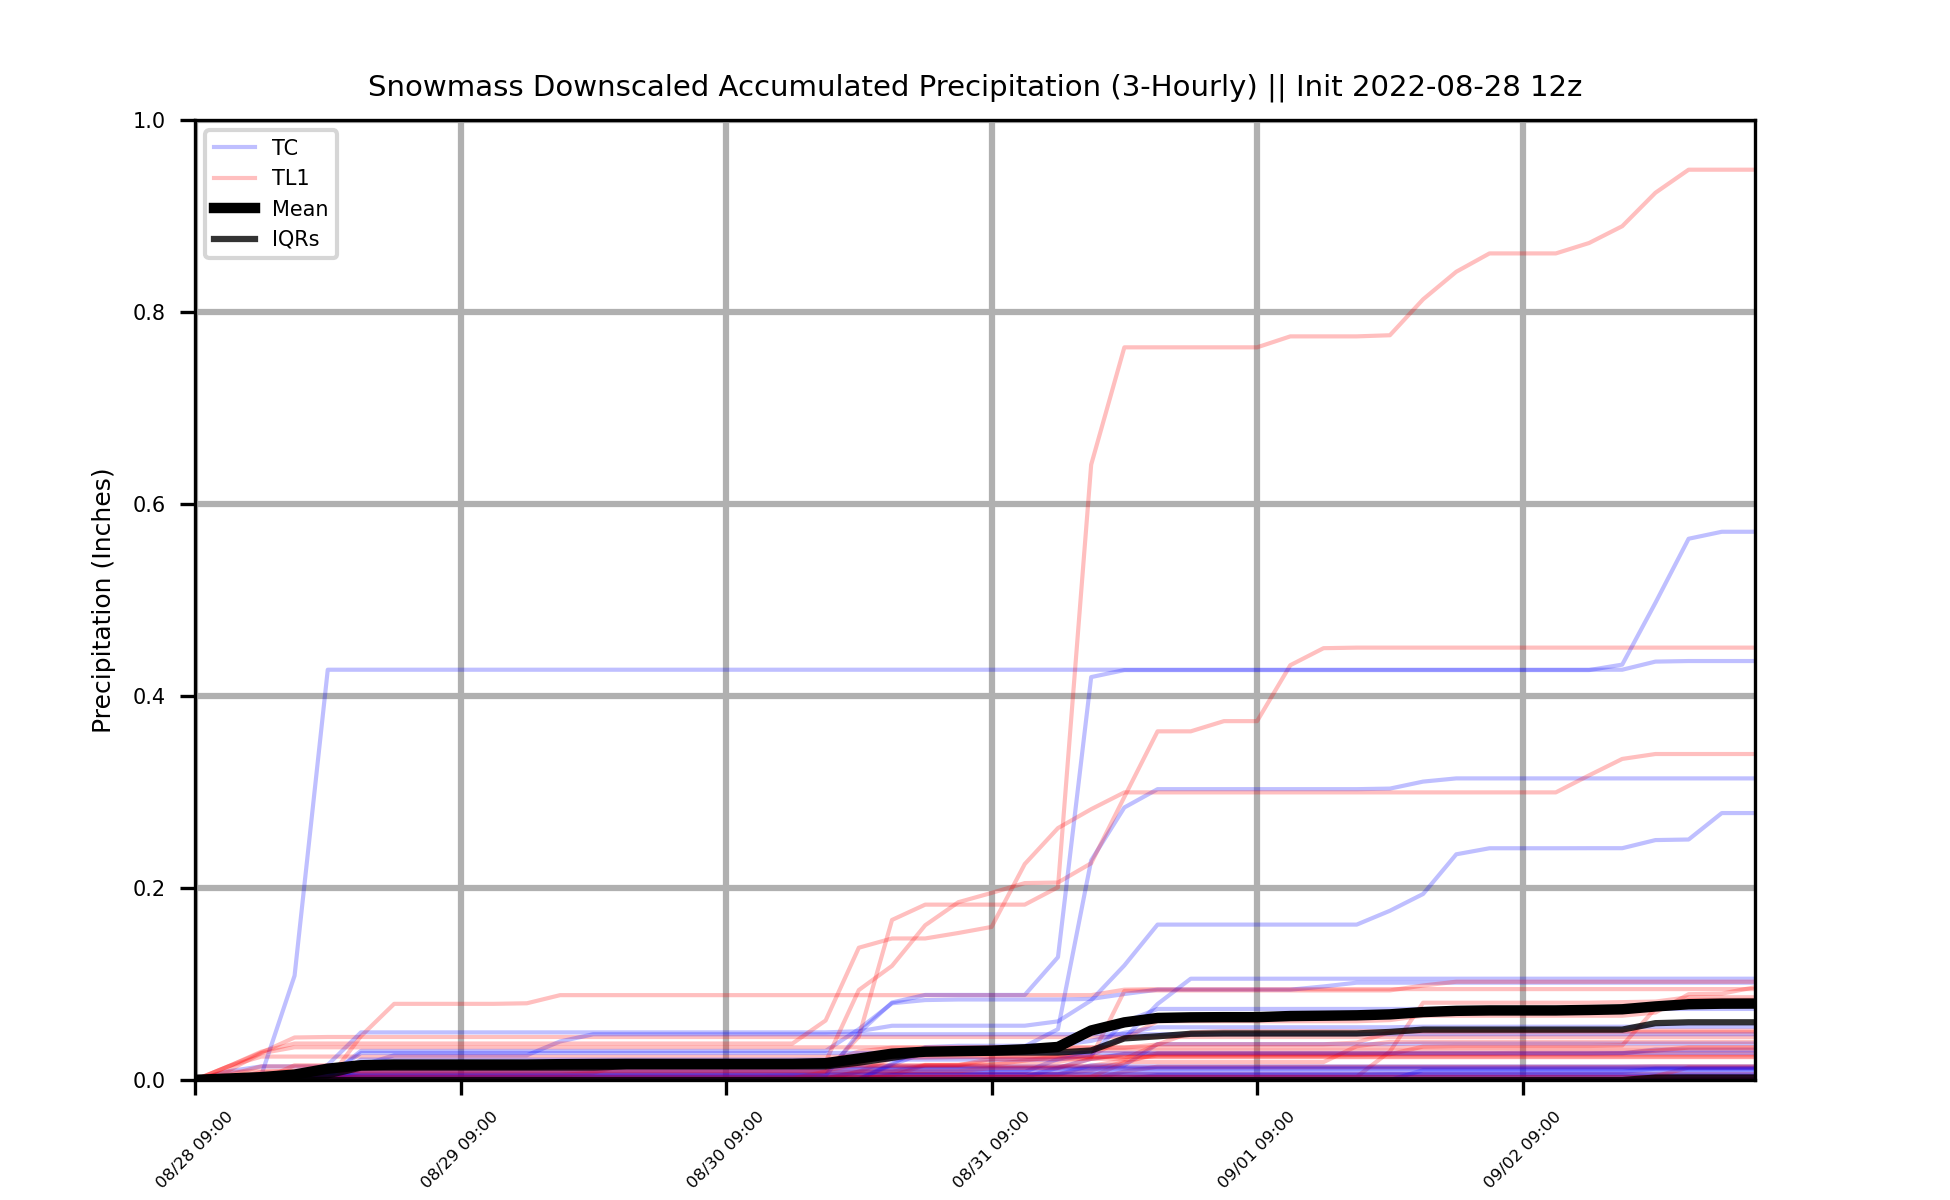 Snowmass Downscaled Accumulated Precipitation (3-Hourly) || Init 2022-08-28 12z
TC
TL1
Mean
IQRs
Precipitation (Inches)
1.0
0.8
0.6
0.4
0.2
0.0
08/28 09:00
08/29 09:00
08/30 09:00
08/31 09:00
09/01 09:00
09/02 09:00